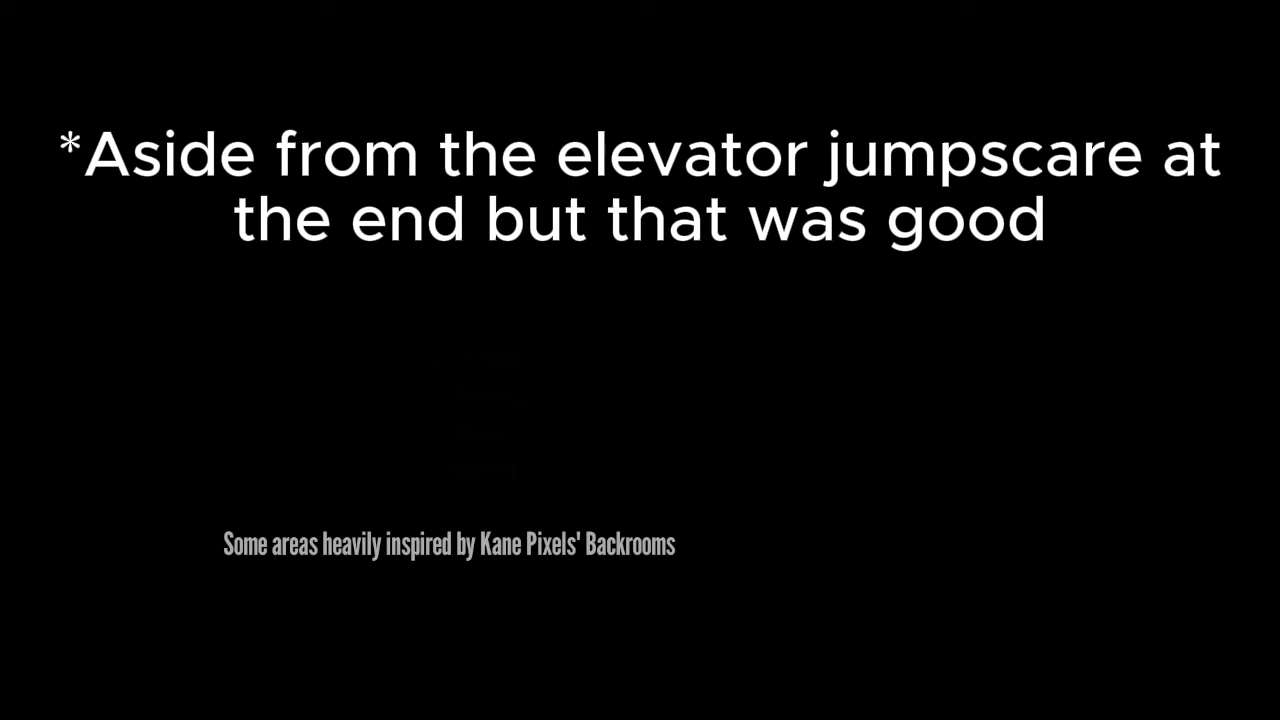 *Aside from the elevator jumpscare at
the end but that was good
Some areas heavily inspired by Kane Pixels' Backrooms